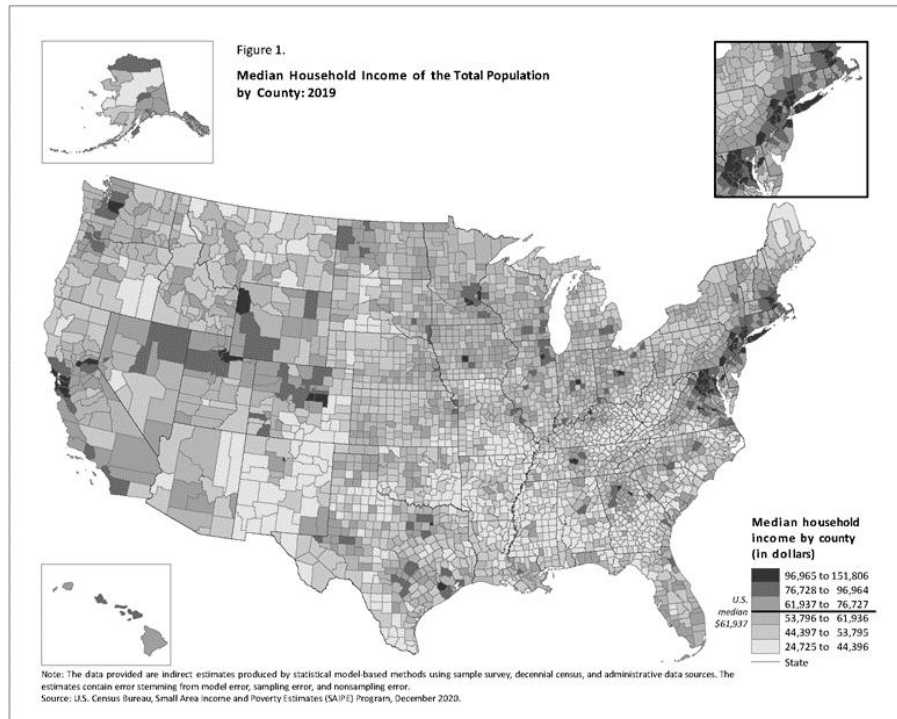 Figure 1.
Median Household Income of the Total Population
by County: 2019
Median household
income by county
(in dollars)
96,965 to 151,806
76,728 to 96,964
61,937 to 76,727
U.S.
median
$61,937
53,796 to 61,936
44,397 to 53,795
24,725 to 44,396
State
Note: The data provided are indirect estimates produced by statistical model-based methods using sample survey, decennial census, and administrative data sources. The
estimates contain error stemming from model error, sampling error, and nonsampling error.
Source: U.S. Census Bureau, Small Area Income and Poverty Estimates (SAIPE) Program, December 2020.